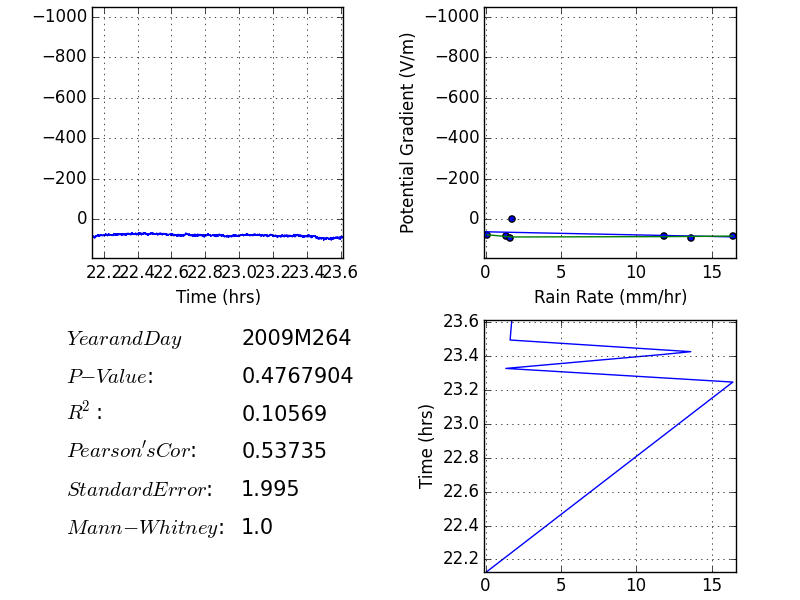 −1000
−800
−600
−400
−200
0
22.2 22.4 22.6 22.8 23.0 23.2 23.4 23.6
Time (hrs)
Potential Gradient (V/m)
−1000
−800
−600
−400
−200
0
0 5 10 15
Rain Rate (mm/hr)
YearandDay 2009M264
P−Value: 0.4767904
R²: 0.10569
Pearson'sCor: 0.53735
StandardError: 1.995
Mann−Whitney: 1.0
Time (hrs)
23.6
23.4
23.2
23.0
22.8
22.6
22.4
22.2
0 5 10 15